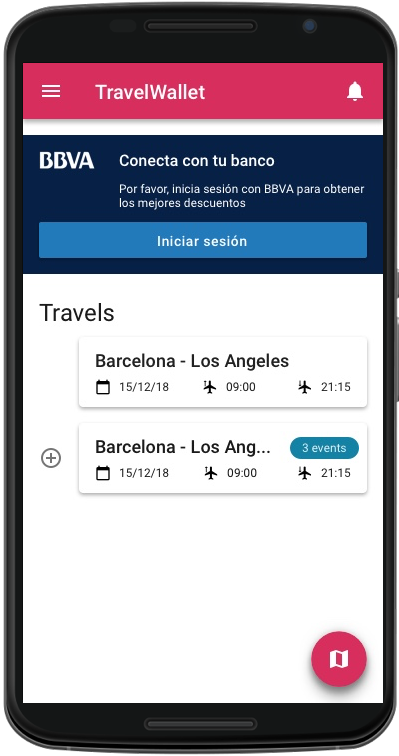 TravelWallet
BBVA
Conecta con tu banco
Por favor, inicia sesión con BBVA para obtener
los mejores descuentos
Iniciar sesión
Travels
Barcelona - Los Angeles
15/12/18 09:00 21:15
Barcelona - Los Ang... 3 events
15/12/18 09:00 21:15